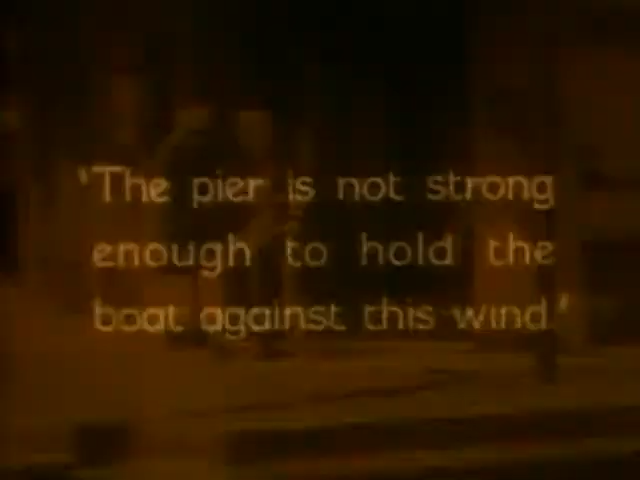 'The pier is not strong
enough to hold the
boat against this wind.'